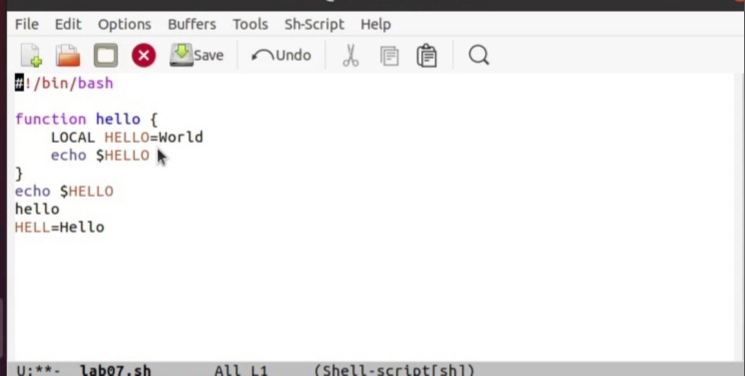 File Edit Options Buffers Tools Sh-Script Help
Save Undo
#!/bin/bash
function hello {
LOCAL HELLO=World
echo $HELLO
}
echo $HELLO
hello
HELL=Hello
U:**- lab07.sh All L1 (Shell-script[sh])